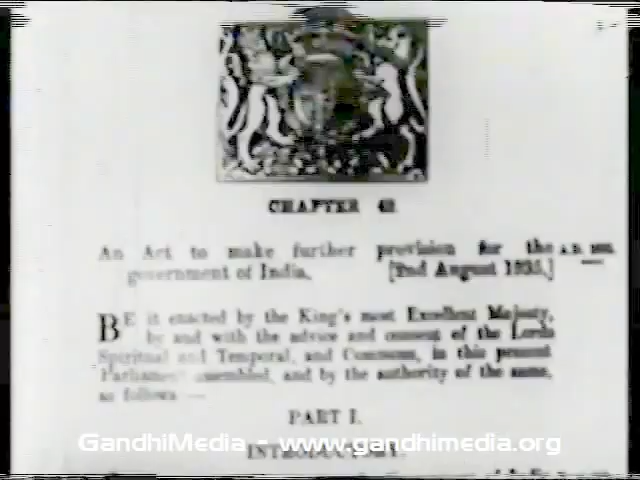 CHAPTER 42.
An Act to make further provision for the A.D. 1935.
government of India. [2nd August 1935.]
BE it enacted by the King's most Excellent Majesty,
by and with the advice and consent of the Lords
Spiritual and Temporal, and Commons, in this present
Parliament assembled, and by the authority of the same,
as follows:—
PART I.
GandhiMedia - www.gandhimedia.org
INTRODUCTORY.